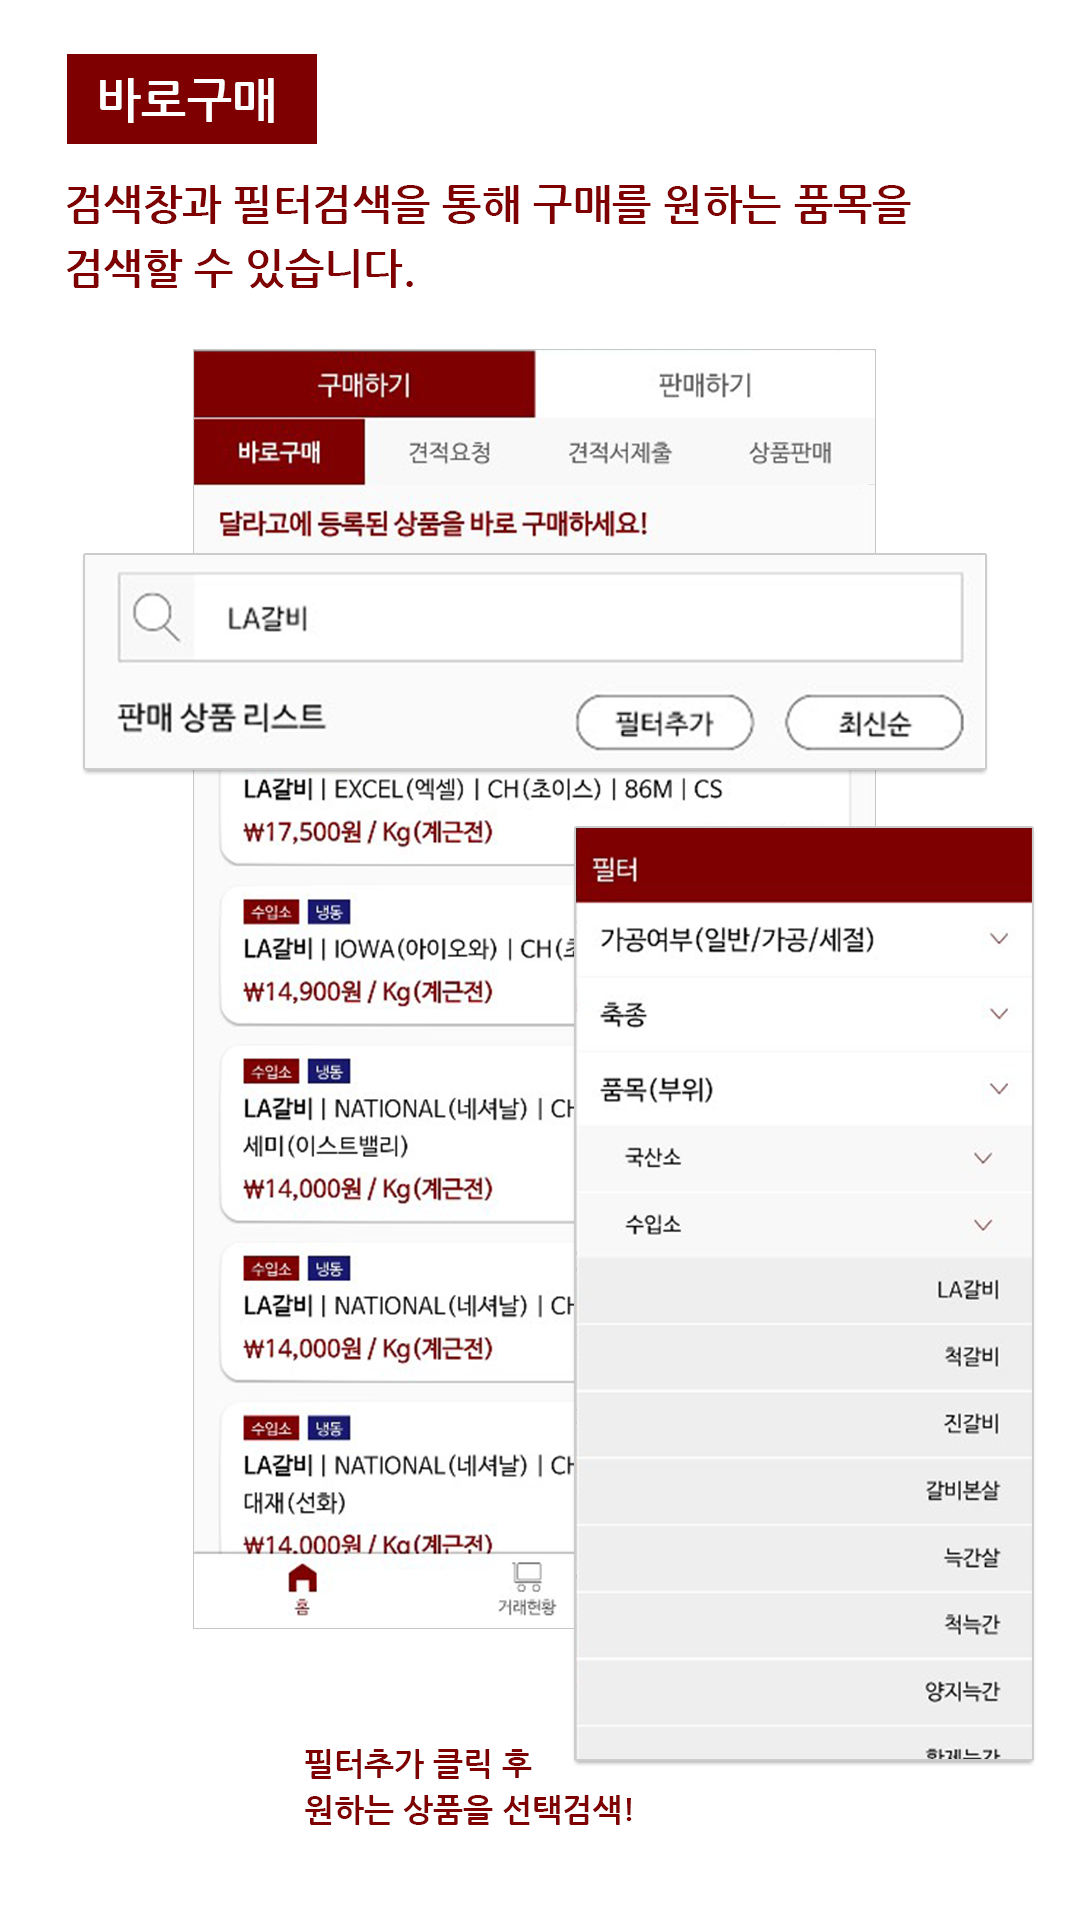 바로구매
검색창과 필터검색을 통해 구매를 원하는 품목을
검색할 수 있습니다.
구매하기 판매하기
바로구매 견적요청 견적서제출 상품판매
달라고에 등록된 상품을 바로 구매하세요!
LA갈비
판매 상품 리스트 필터추가 최신순
LA갈비 | EXCEL(엑셀) | CH(초이스) | 86M | CS
₩17,500원 / Kg(계근전)
수입소 냉동
LA갈비 | IOWA(아이오와) | CH(초
₩14,900원 / Kg(계근전)
수입소 냉동
LA갈비 | NATIONAL(네셔날) | CH
세미(이스트밸리)
₩14,000원 / Kg(계근전)
수입소 냉동
LA갈비 | NATIONAL(네셔날) | CH
₩14,000원 / Kg(계근전)
수입소 냉동
LA갈비 | NATIONAL(네셔날) | CH
대재(선화)
₩14,000원 / Kg(계근전)
홈 거래현황
필터
가공여부(일반/가공/세절)
축종
품목(부위)
국산소
수입소
LA갈비
척갈비
진갈비
갈비본살
늑간살
척늑간
양지늑간
필터추가 클릭 후
원하는 상품을 선택검색!